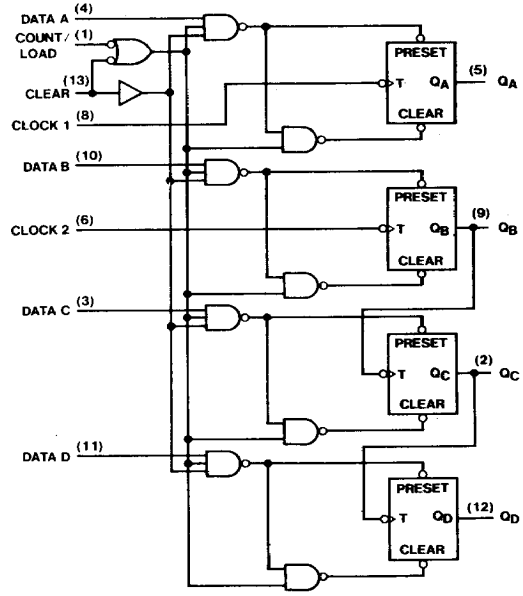 DATA A (4)
COUNT/ (1)
LOAD
CLEAR (13)
CLOCK 1 (8)
PRESET
T QA (5) QA
CLEAR
DATA B (10)
CLOCK 2 (6)
PRESET
T QB (9) QB
CLEAR
DATA C (3)
PRESET
T QC (2) QC
CLEAR
DATA D (11)
PRESET
T QD (12) QD
CLEAR